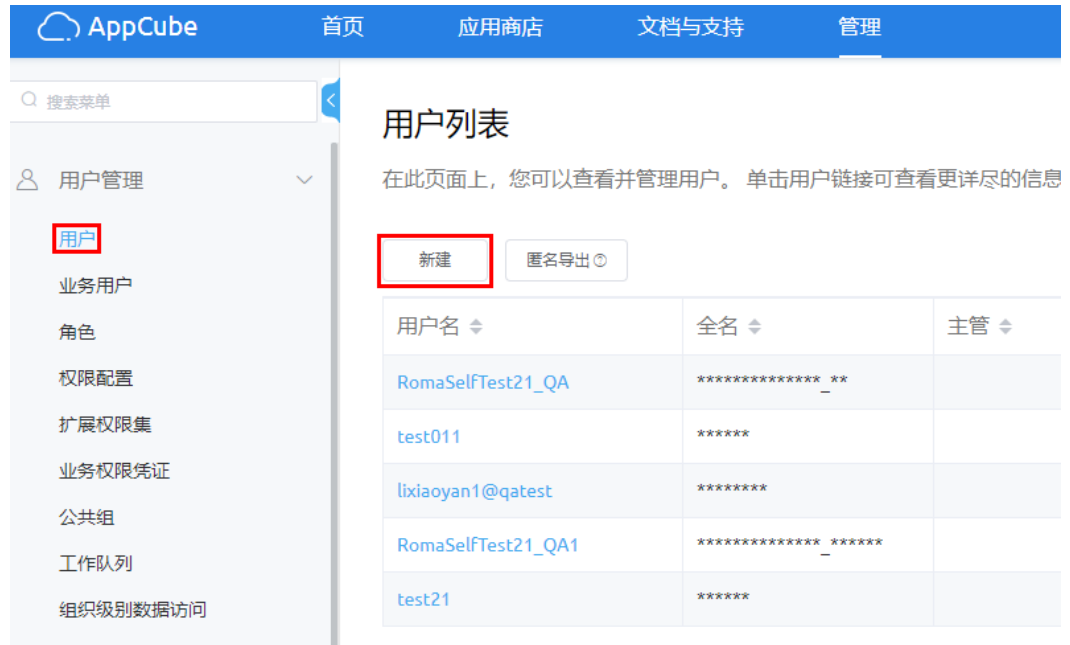 AppCube 首页 应用商店 文档与支持 管理
搜索菜单
用户列表
用户管理
在此页面上，您可以查看并管理用户。 单击用户链接可查看更详尽的信息
用户
新建 匿名导出
业务用户
角色
用户名 全名 主管
权限配置
RomaSelfTest21_QA **************_**
扩展权限集
test011 ******
业务权限凭证
lixiaoyan1@qatest ********
公共组
RomaSelfTest21_QA1 **************_******
工作队列
test21 ******
组织级别数据访问